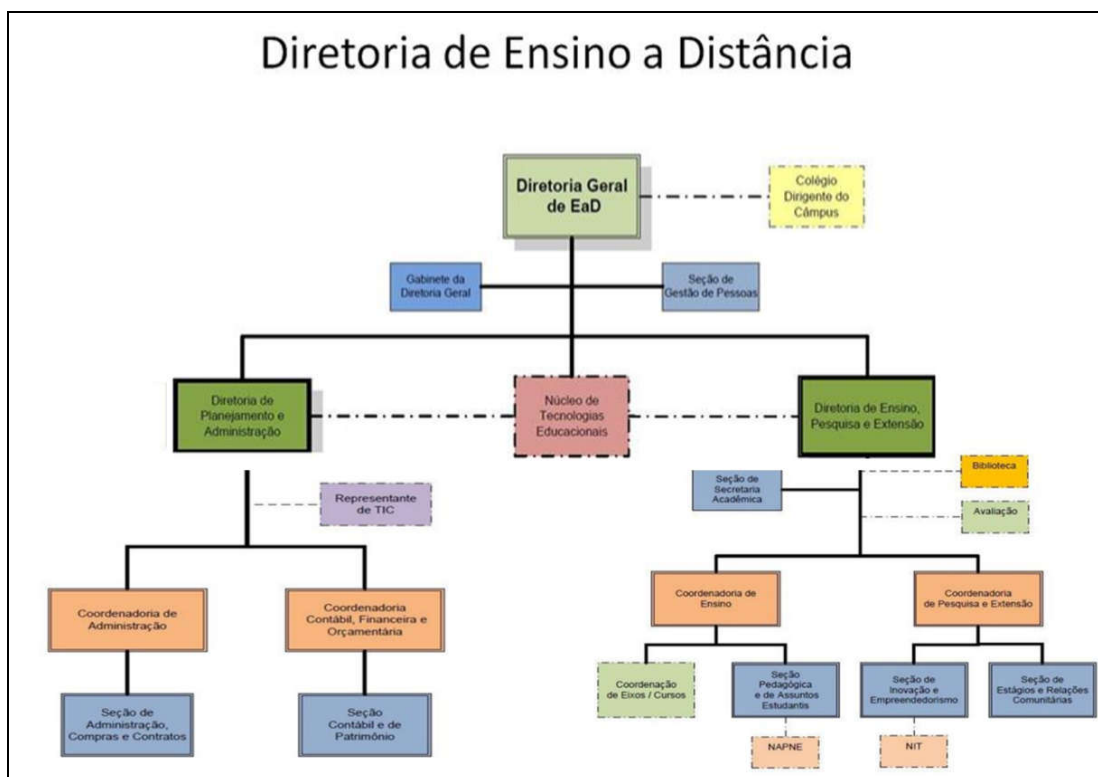 Diretoria de Ensino a Distância
Diretoria Geral
de EaD
Colégio
Dirigente do
Câmpus
Gabinete da
Diretoria Geral
Seção de
Gestão de Pessoas
Diretoria de
Planejamento e
Administração
Núcleo de
Tecnologias
Educacionais
Diretoria de Ensino,
Pesquisa e Extensão
Representante
de TIC
Seção de
Secretaria
Acadêmica
Biblioteca
Avaliação
Coordenadoria de
Administração
Coordenadoria
Contábil, Financeira e
Orçamentária
Coordenadoria de
Ensino
Coordenadoria
de Pesquisa e Extensão
Seção de
Administração,
Compras e Contratos
Seção
Contábil e de
Patrimônio
Coordenação
de Eixos / Cursos
Seção
Pedagógica
e de Assuntos
Estudantis
Seção de
Inovação e
Empreendedorismo
Seção de
Estágios e Relações
Comunitárias
NAPNE
NIT